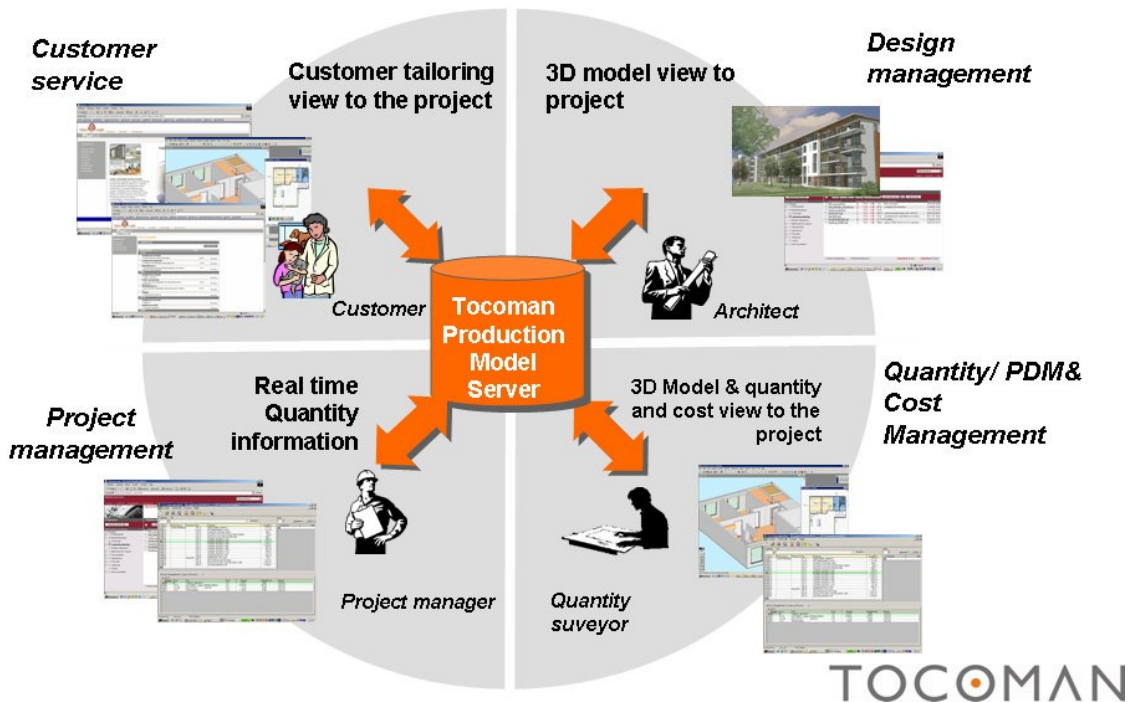 Customer
service
Customer tailoring
view to the project
3D model view to
project
Design
management
Customer
Architect
Tocoman
Production
Model
Server
Project
management
Real time
Quantity
information
Project manager
3D Model & quantity
and cost view to the
project
Quantity
suveyor
Quantity/ PDM&
Cost
Management
TOCOMAN